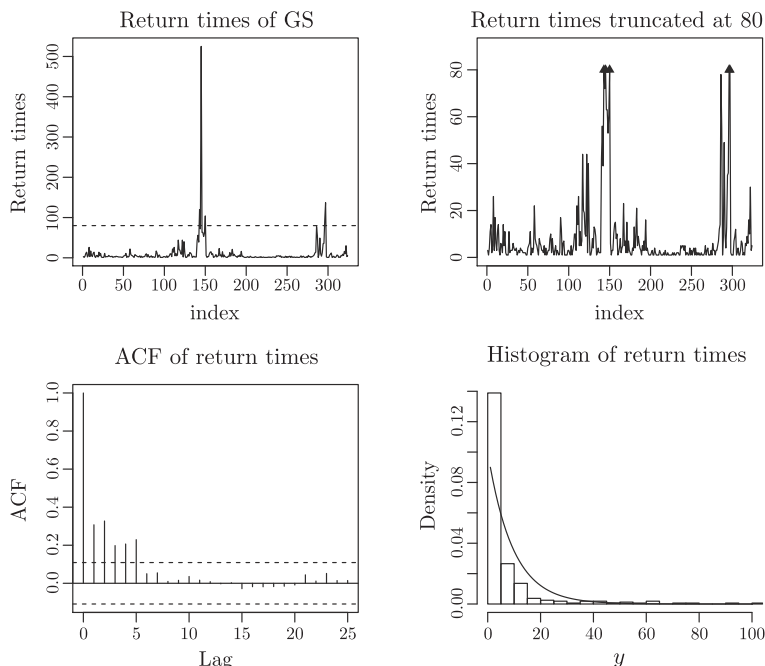 Return times of GS
Return times
0 100 200 300 400 500
0 50 100 150 200 250 300
index
Return times truncated at 80
Return times
0 20 40 60 80
0 50 100 150 200 250 300
index
ACF of return times
ACF
0.0 0.2 0.4 0.6 0.8 1.0
0 5 10 15 20 25
Lag
Histogram of return times
Density
0.00 0.04 0.08 0.12
0 20 40 60 80 100
y